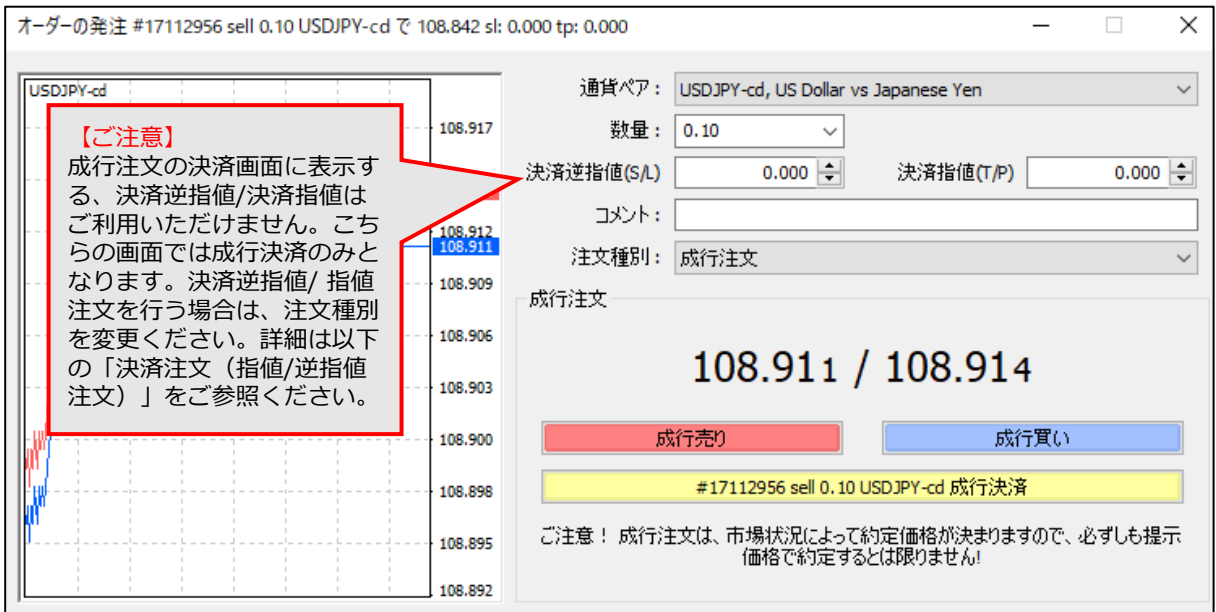 オーダーの発注 #17112956 sell 0.10 USDJPY-cd で 108.842 sl: 0.000 tp: 0.000
USDJPY-cd
【ご注意】
成行注文の決済画面に表示す
る、決済逆指値/決済指値は
ご利用いただけません。こち
らの画面では成行決済のみと
なります。決済逆指値/ 指値
注文を行う場合は、注文種別
を変更ください。詳細は以下
の「決済注文（指値/逆指値
注文）」をご参照ください。
108.917
108.912
108.911
108.909
108.906
108.903
108.900
108.898
108.895
108.892
通貨ペア： USDJPY-cd, US Dollar vs Japanese Yen
数量： 0.10
決済逆指値(S/L) 0.000 決済指値(T/P) 0.000
コメント：
注文種別： 成行注文
成行注文
108.911 / 108.914
成行売り 成行買い
#17112956 sell 0.10 USDJPY-cd 成行決済
ご注意！ 成行注文は、市場状況によって約定価格が決まりますので、必ずしも提示
価格で約定するとは限りません!